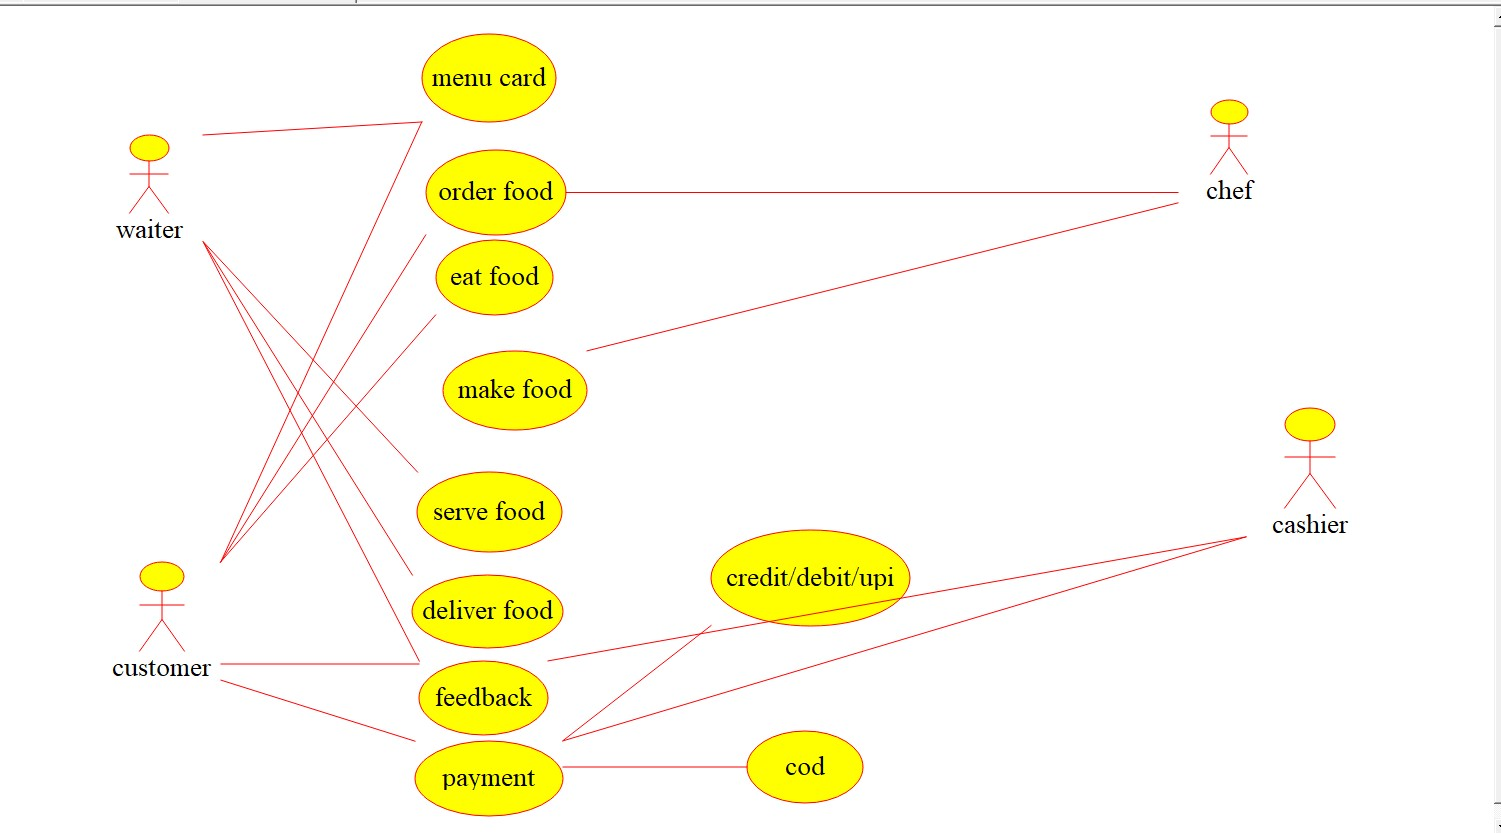 menu card
waiter
order food
chef
eat food
make food
serve food
cashier
credit/debit/upi
deliver food
customer
feedback
payment
cod